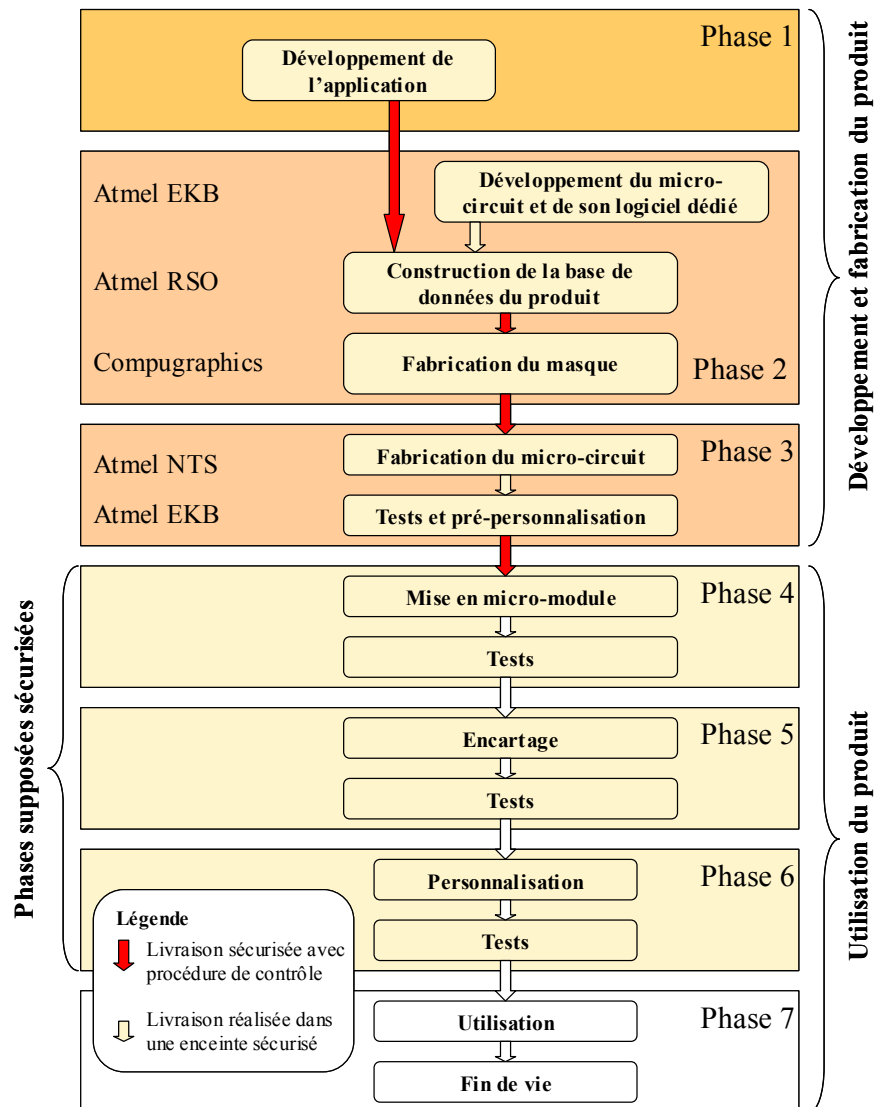 Phase 1
Développement de
l'application
Atmel EKB
Développement du micro-
circuit et de son logiciel dédié
Atmel RSO
Construction de la base de
données du produit
Compugraphics
Fabrication du masque
Phase 2
Phase 3
Atmel NTS
Fabrication du micro-circuit
Atmel EKB
Tests et pré-personnalisation
Développement et fabrication du produit
Phase 4
Mise en micro-module
Tests
Phase 5
Encartage
Tests
Phase 6
Personnalisation
Tests
Phases supposées sécurisées
Légende
Livraison sécurisée avec
procédure de contrôle
Livraison réalisée dans
une enceinte sécurisé
Phase 7
Utilisation
Fin de vie
Utilisation du produit